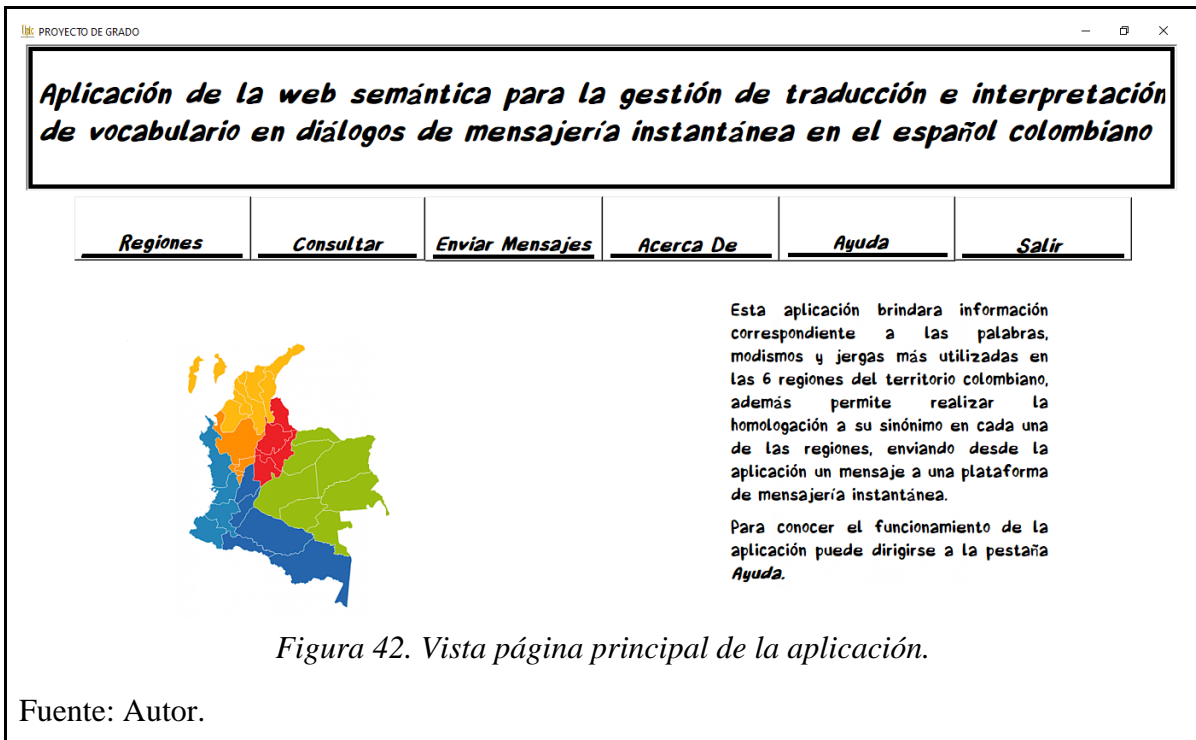 Uptc PROYECTO DE GRADO
Aplicación de la web semántica para la gestión de traducción e interpretación
de vocabulario en diálogos de mensajería instantánea en el español colombiano
Regiones Consultar Enviar Mensajes Acerca De Ayuda Salir
Esta aplicación brindara información
correspondiente a las palabras,
modismos y jergas más utilizadas en
las 6 regiones del territorio colombiano,
además permite realizar la
homologación a su sinónimo en cada una
de las regiones, enviando desde la
aplicación un mensaje a una plataforma
de mensajería instantánea.
Para conocer el funcionamiento de la
aplicación puede dirigirse a la pestaña
Ayuda.
Figura 42. Vista página principal de la aplicación.
Fuente: Autor.